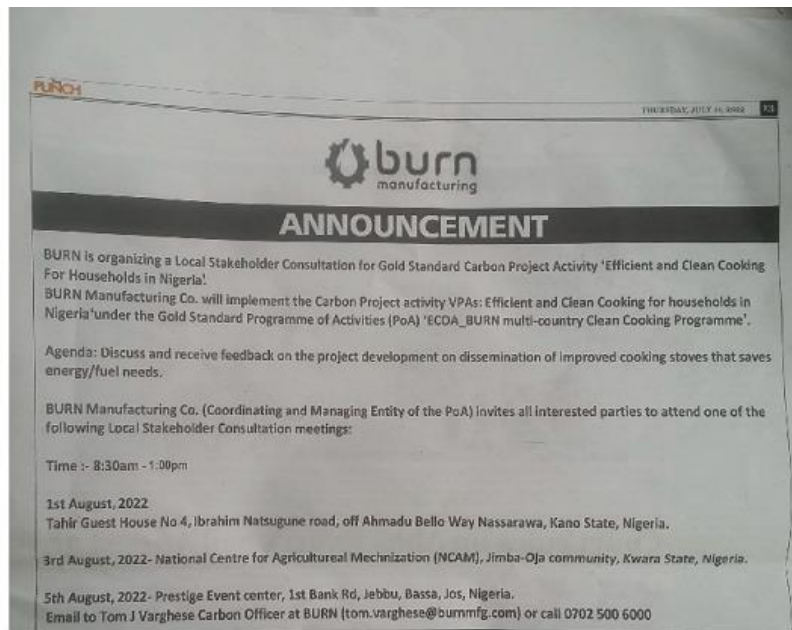 PUNCH
THURSDAY, JULY 2022
burn
manufacturing
ANNOUNCEMENT
BURN is organizing a Local Stakeholder Consultation for Gold Standard Carbon Project Activity 'Efficient and Clean Cooking
For Households in Nigeria'.
BURN Manufacturing Co. will implement the Carbon Project activity VPAs: Efficient and Clean Cooking for households in
Nigeria'under the Gold Standard Programme of Activities (PoA) 'ECDA_BURN multi-country Clean Cooking Programme'.
Agenda: Discuss and receive feedback on the project development on dissemination of improved cooking stoves that saves
energy/fuel needs.
BURN Manufacturing Co. (Coordinating and Managing Entity of the PoA) invites all interested parties to attend one of the
following Local Stakeholder Consultation meetings:
Time :- 8:30am - 1:00pm
1st August, 2022
Tahir Guest House No 4, Ibrahim Natsugune road, off Ahmadu Bello Way Nassarawa, Kano State, Nigeria.
3rd August, 2022- National Centre for Agricultureal Mechnization (NCAM), Jimba-Oja community, Kwara State, Nigeria.
5th August, 2022- Prestige Event center, 1st Bank Rd, Jebbu, Bassa, Jos, Nigeria.
Email to Tom J Varghese Carbon Officer at BURN (tom.varghese@burnmfg.com) or call 0702 500 6000